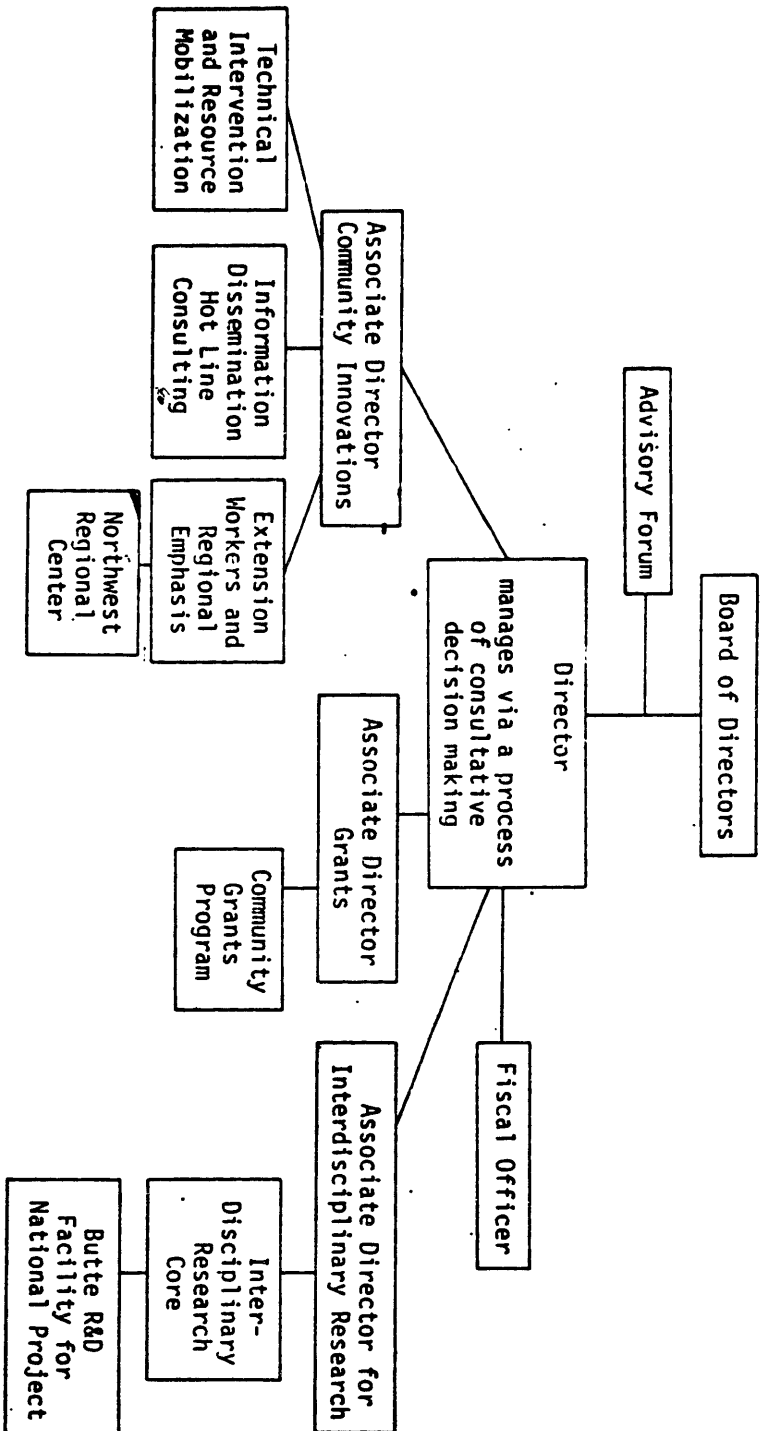 Board of Directors
Advisory Forum
Director
manages via a process
of consultative
decision making
Fiscal Officer
Associate Director
Community Innovations
Associate Director
Grants
Associate Director for
Interdisciplinary Research
Technical
Intervention
and Resource
Mobilization
Information
Dissemination
Hot Line
Consulting
Extension
Workers and
Regional
Emphasis
Community
Grants
Program
Inter-
Disciplinary
Research
Core
Northwest
Regional
Center
Butte R&D
Facility for
National Project